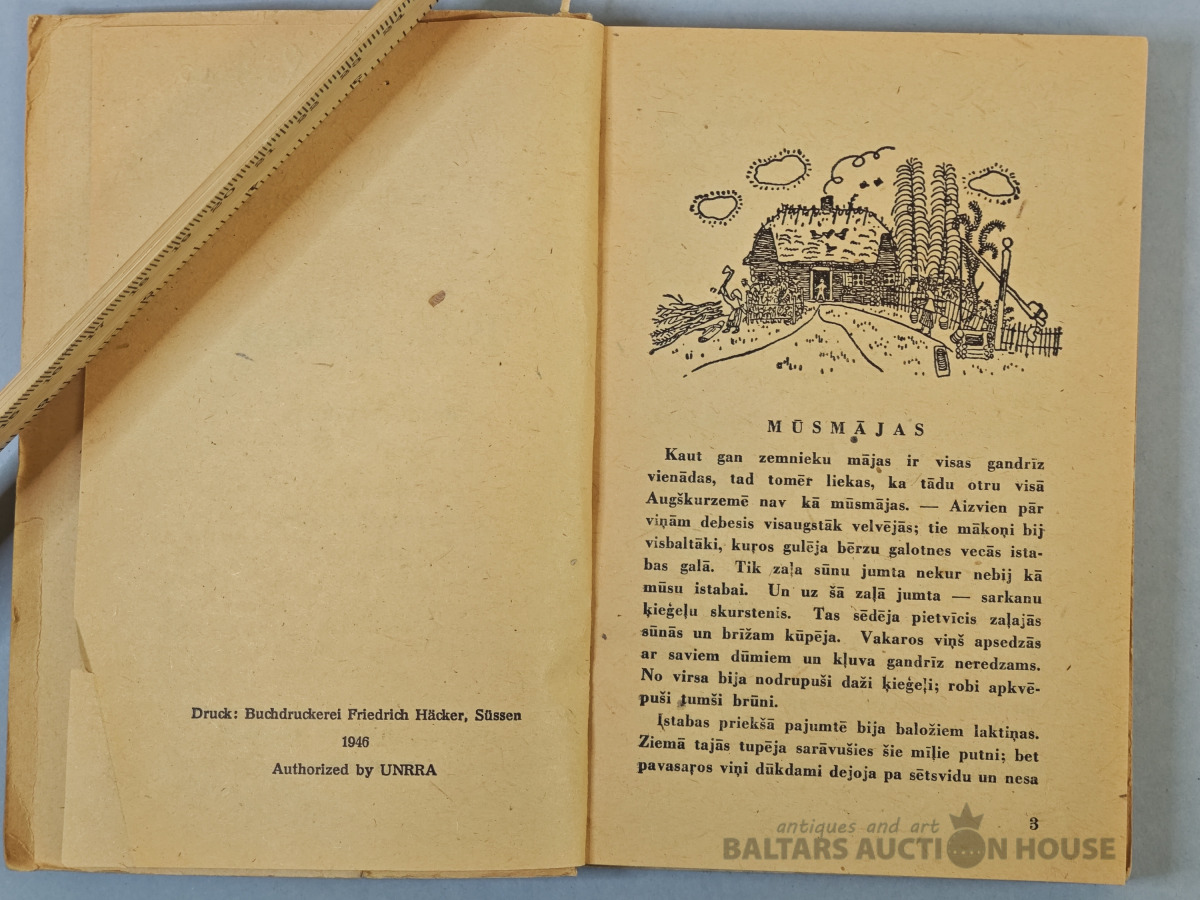 Druck: Buchdruckerei Friedrich Häcker, Süssen
1946
Authorized by UNRRA
MŪSMĀJAS
Kaut gan zemnieku mājas ir visas gandrīz
vienādas, tad tomēr liekas, ka tādu otru visā
Augškurzemē nav kā mūsmājas. — Aizvien pār
viņām debesis visaugstāk velvējās; tie mākoņi bij
visbaltāki, kuŗos gulēja bērzu galotnes vecās ista-
bas galā. Tik zaļa sūnu jumta nekur nebij kā
mūsu istabai. Un uz šā zaļā jumta — sarkanu
ķieģeļu skurstenis. Tas sēdēja pietvīcis zaļajās
sūnās un brīžam kūpēja. Vakaros viņš apsedzās
ar saviem dūmiem un kļuva gandrīz neredzams.
No virsa bija nodrupuši daži ķieģeļi; robi apkvē-
puši tumši brūni.
Istabas priekšā pajumtē bija baložiem laktiņas.
Ziemā tajās tupēja sarāvušies šie mīļie putni; bet
pavasaŗos viņi dūkdami dejoja pa sētsvidu un nesa
3
antiques and art
BALTARS AUCTION HOUSE